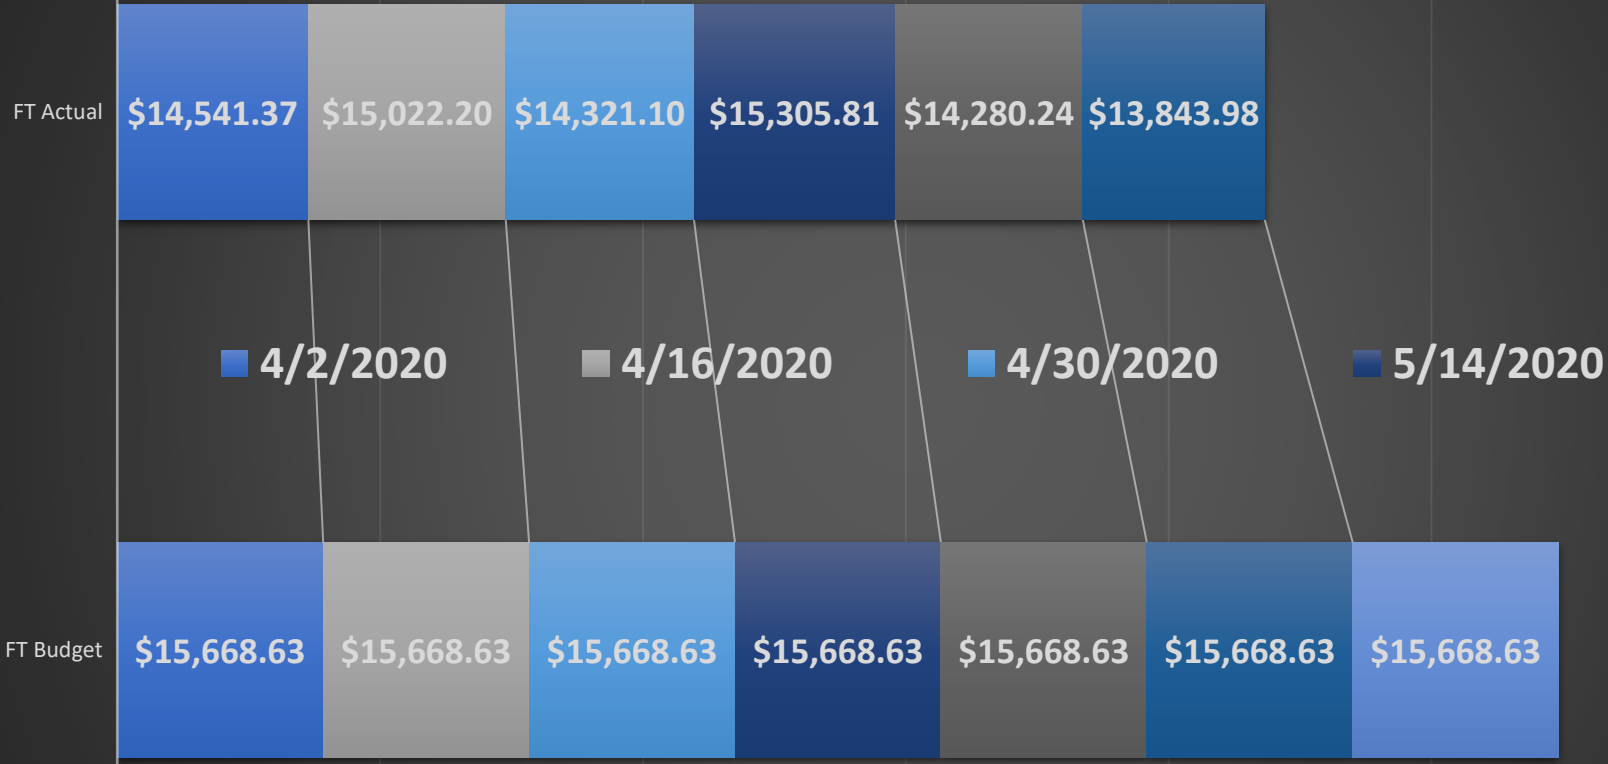 FT Actual $14,541.37 $15,022.20 $14,321.10 $15,305.81 $14,280.24 $13,843.98
4/2/2020 4/16/2020 4/30/2020 5/14/2020
FT Budget $15,668.63 $15,668.63 $15,668.63 $15,668.63 $15,668.63 $15,668.63 $15,668.63